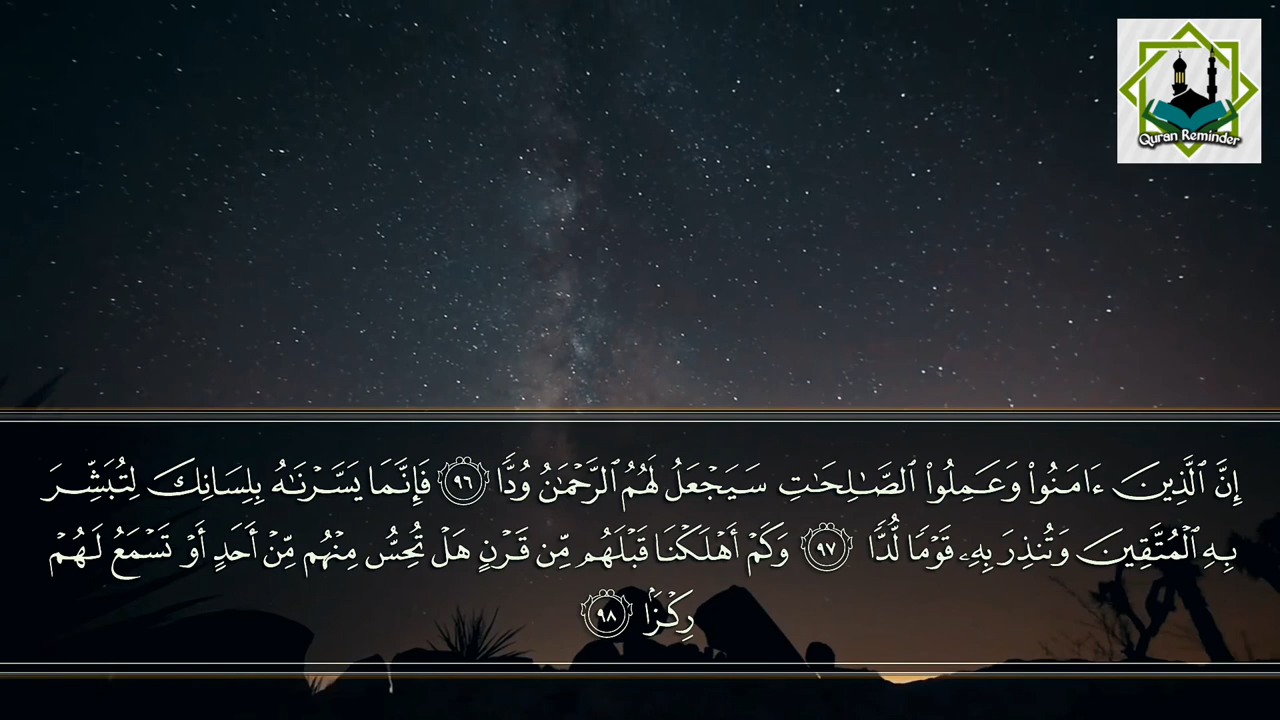 Quran Reminder
إِنَّ ٱلَّذِينَ ءَامَنُوا۟ وَعَمِلُوا۟ ٱلصَّـٰلِحَـٰتِ سَيَجْعَلُ لَهُمُ ٱلرَّحْمَـٰنُ وُدًّا ٩٦ فَإِنَّمَا يَسَّرْنَـٰهُ بِلِسَانِكَ لِتُبَشِّرَ
بِهِ ٱلْمُتَّقِينَ وَتُنذِرَ بِهِۦ قَوْمًا لُّدًّا ٩٧ وَكَمْ أَهْلَكْنَا قَبْلَهُم مِّن قَرْنٍ هَلْ تُحِسُّ مِنْهُم مِّنْ أَحَدٍ أَوْ تَسْمَعُ لَهُمْ
رِكْزًۢا ٩٨